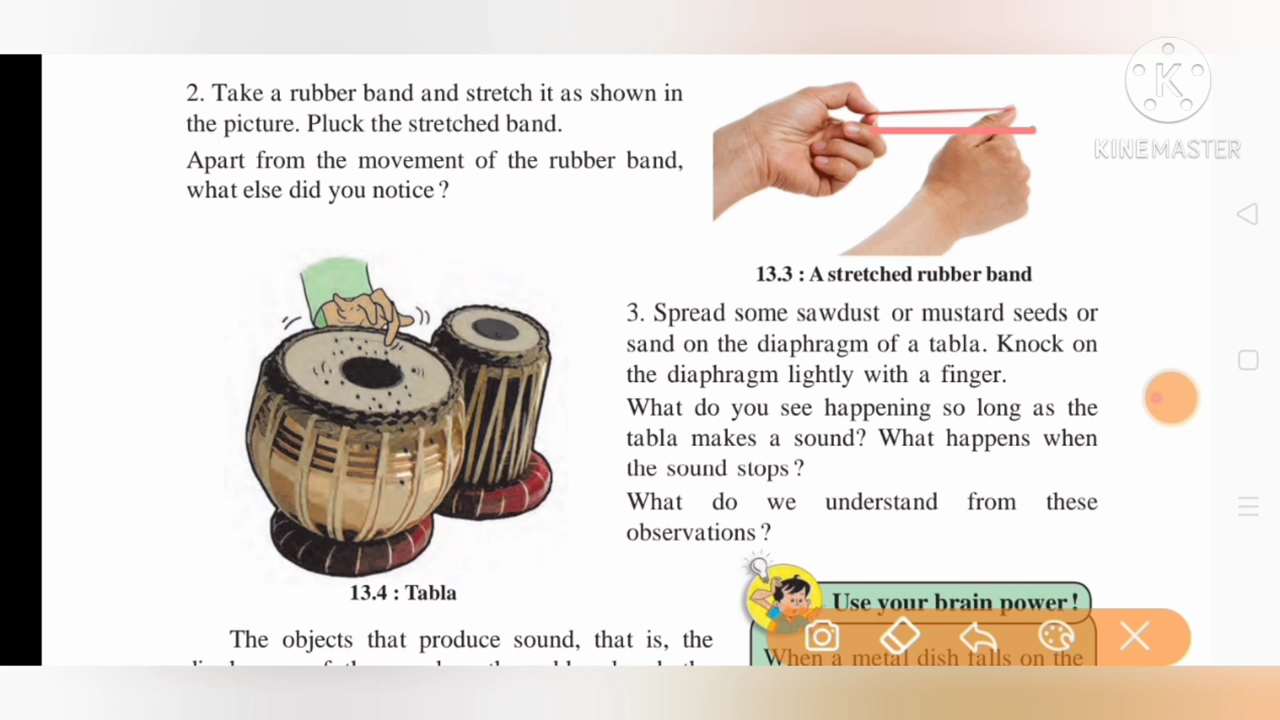 2. Take a rubber band and stretch it as shown in
the picture. Pluck the stretched band.
Apart from the movement of the rubber band,
what else did you notice?
KINEMASTER
13.3 : A stretched rubber band
3. Spread some sawdust or mustard seeds or
sand on the diaphragm of a tabla. Knock on
the diaphragm lightly with a finger.
What do you see happening so long as the
tabla makes a sound? What happens when
the sound stops?
What do we understand from these
observations?
13.4 : Tabla
Use your brain power!
The objects that produce sound, that is, the
When a metal dish falls on the